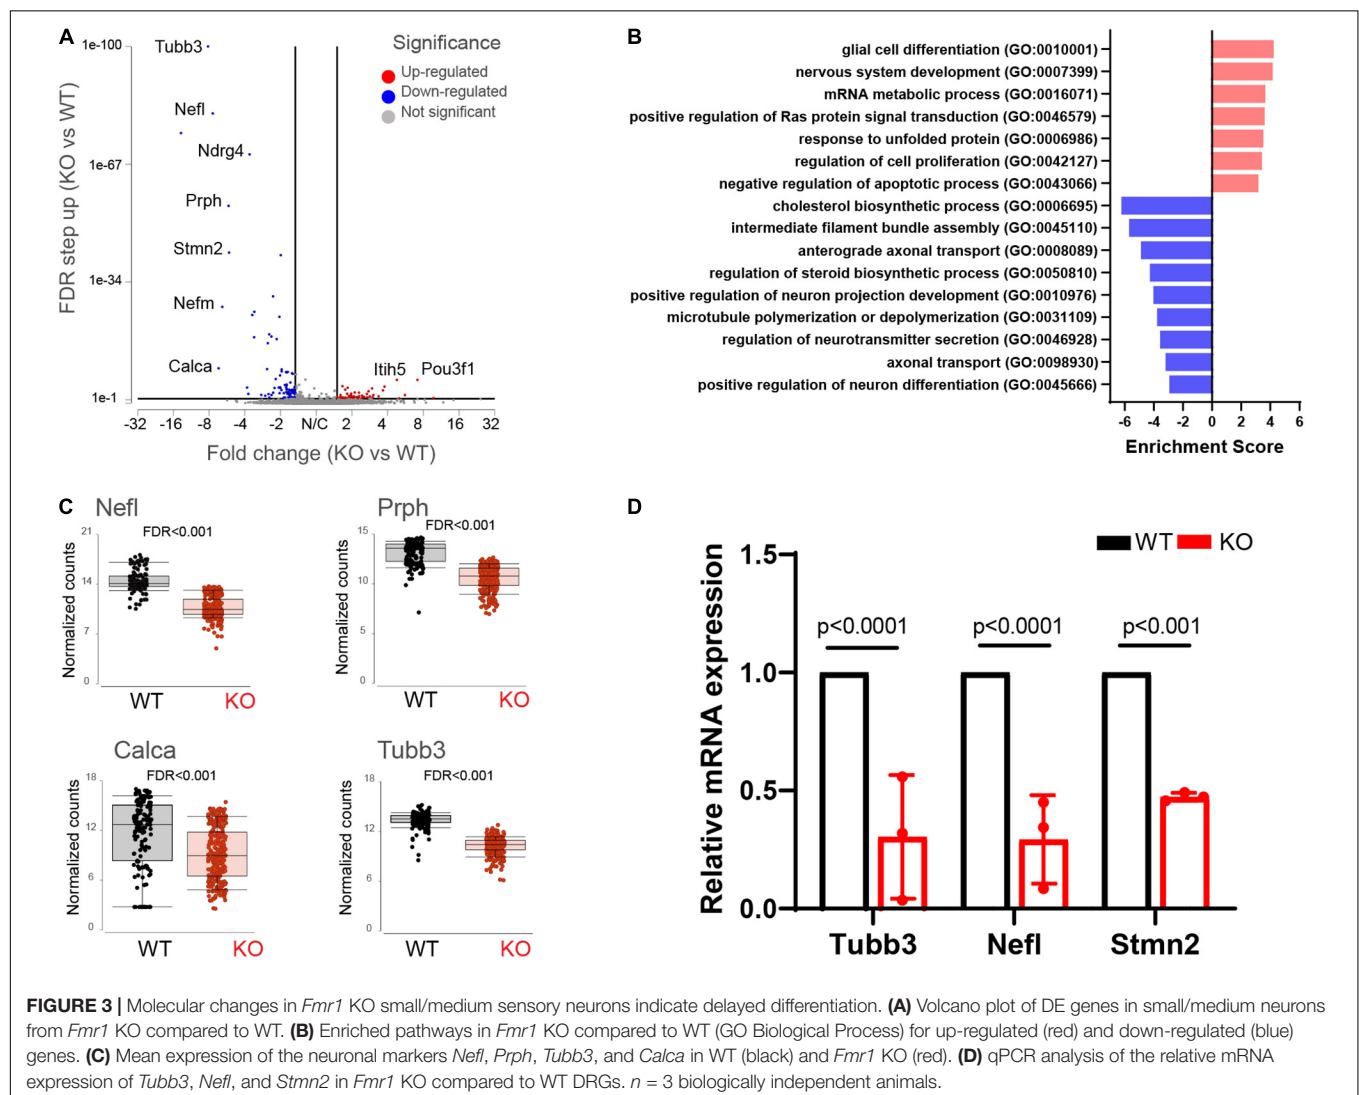 A
1e-100
1e-67
1e-34
1e-1
FDR step up (KO vs WT)
Tubb3
Nefl
Ndrg4
Prph
Stmn2
Nefm
Calca
Itih5 Pou3f1
Significance
Up-regulated
Down-regulated
Not significant
-32 -16 -8 -4 -2 N/C 2 4 8 16 32
Fold change (KO vs WT)
B
glial cell differentiation (GO:0010001)
nervous system development (GO:0007399)
mRNA metabolic process (GO:0016071)
positive regulation of Ras protein signal transduction (GO:0046579)
response to unfolded protein (GO:0006986)
regulation of cell proliferation (GO:0042127)
negative regulation of apoptotic process (GO:0043066)
cholesterol biosynthetic process (GO:0006695)
intermediate filament bundle assembly (GO:0045110)
anterograde axonal transport (GO:0008089)
regulation of steroid biosynthetic process (GO:0050810)
positive regulation of neuron projection development (GO:0010976)
microtubule polymerization or depolymerization (GO:0031109)
regulation of neurotransmitter secretion (GO:0046928)
axonal transport (GO:0098930)
positive regulation of neuron differentiation (GO:0045666)
-6 -4 -2 0 2 4 6
Enrichment Score
C
Nefl
FDR<0.001
Normalized counts
21
14
7
0
WT KO
Prph
FDR<0.001
Normalized counts
15
10
5
0
WT KO
Calca
FDR<0.001
Normalized counts
18
12
6
0
WT KO
Tubb3
FDR<0.001
Normalized counts
18
12
6
0
WT KO
D
WT KO
Relative mRNA expression
1.5
1.0
0.5
0.0
p<0.0001 p<0.0001 p<0.001
Tubb3 Nefl Stmn2
FIGURE 3 | Molecular changes in Fmr1 KO small/medium sensory neurons indicate delayed differentiation. (A) Volcano plot of DE genes in small/medium neurons
from Fmr1 KO compared to WT. (B) Enriched pathways in Fmr1 KO compared to WT (GO Biological Process) for up-regulated (red) and down-regulated (blue)
genes. (C) Mean expression of the neuronal markers Nefl, Prph, Tubb3, and Calca in WT (black) and Fmr1 KO (red). (D) qPCR analysis of the relative mRNA
expression of Tubb3, Nefl, and Stmn2 in Fmr1 KO compared to WT DRGs. n = 3 biologically independent animals.